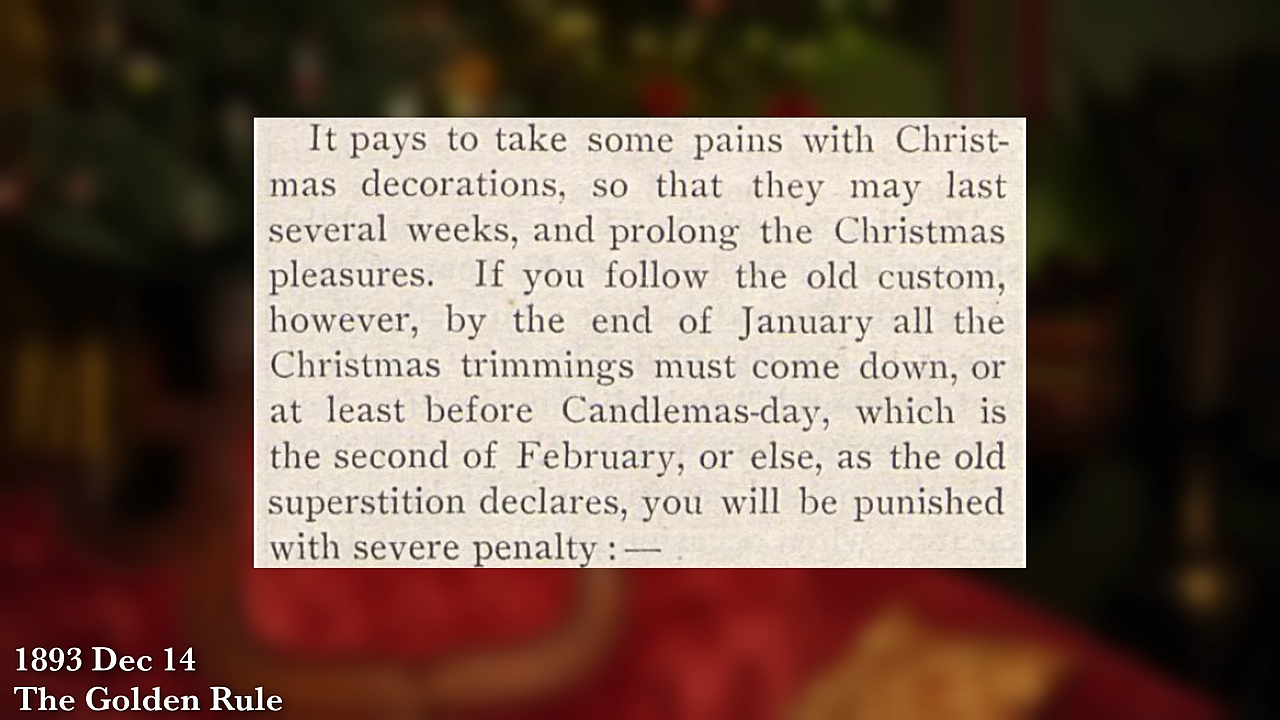 It pays to take some pains with Christ-
mas decorations, so that they may last
several weeks, and prolong the Christmas
pleasures. If you follow the old custom,
however, by the end of January all the
Christmas trimmings must come down, or
at least before Candlemas-day, which is
the second of February, or else, as the old
superstition declares, you will be punished
with severe penalty :—
1893 Dec 14
The Golden Rule